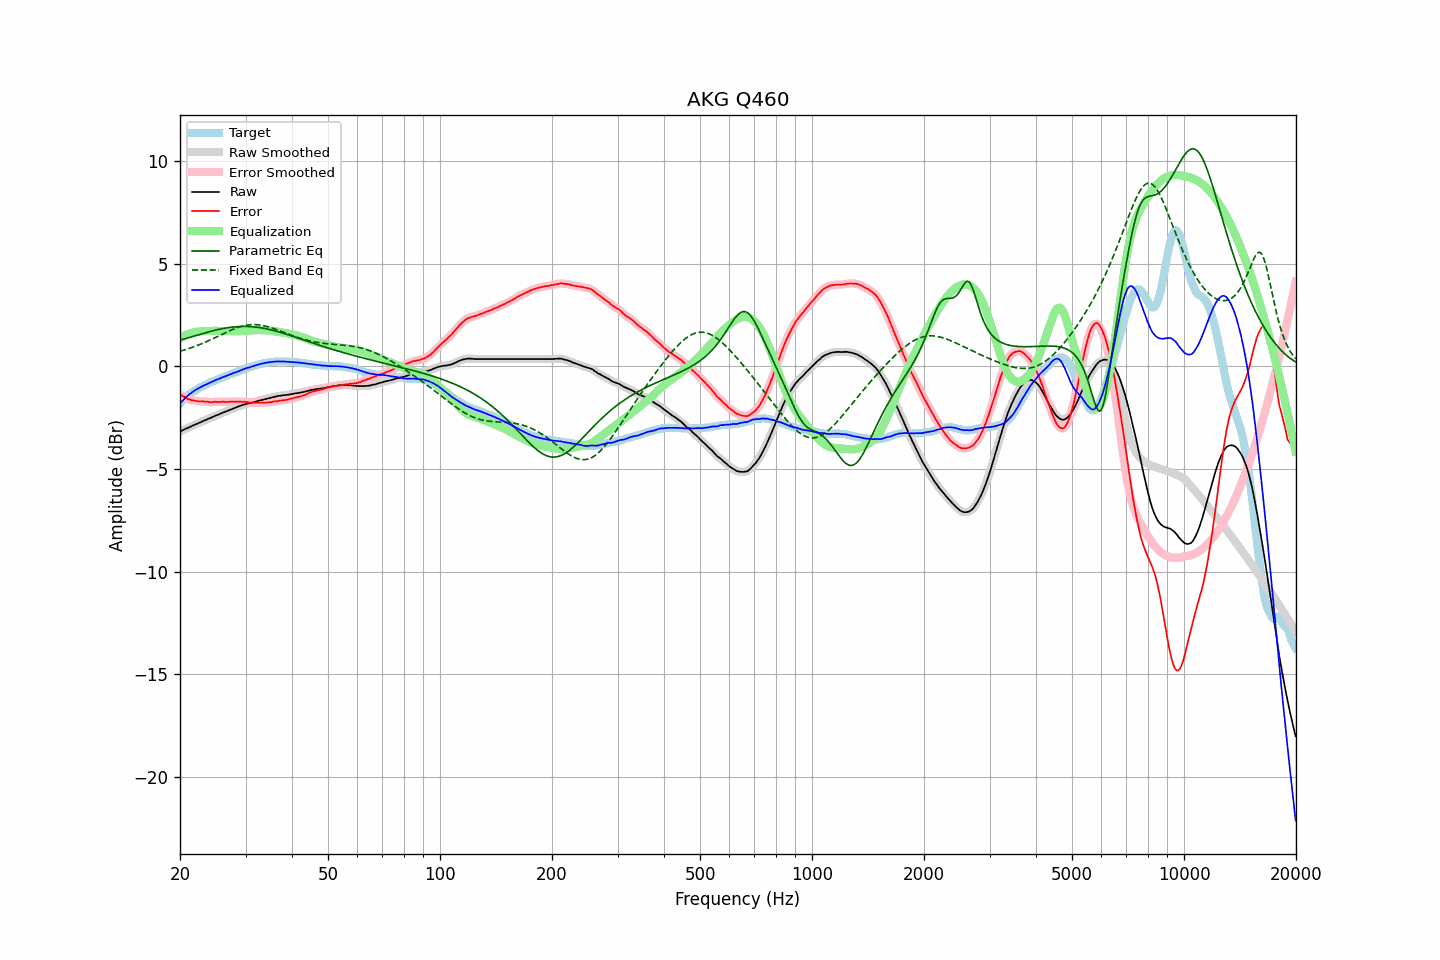 AKG Q460
Target
Raw Smoothed
Error Smoothed
Raw
Error
Equalization
Parametric Eq
Fixed Band Eq
Equalized
10
5
0
−5
−10
−15
−20
Amplitude (dBr)
20 50 100 200 500 1000 2000 5000 10000 20000
Frequency (Hz)